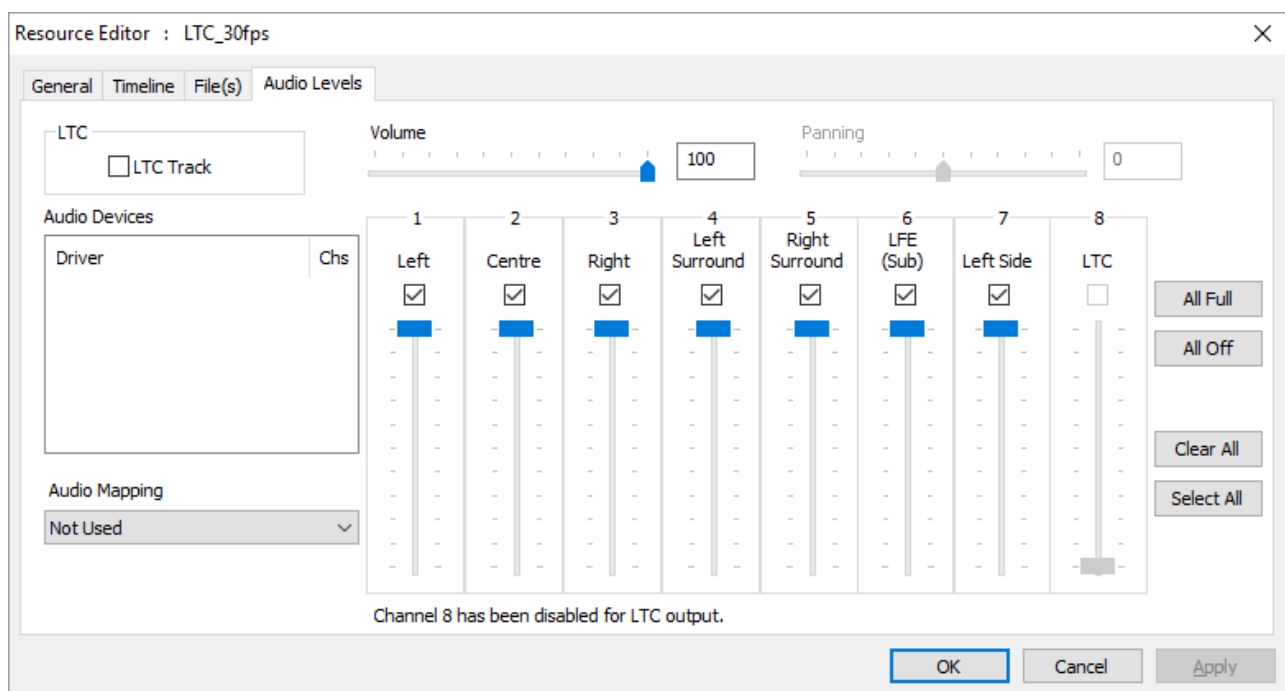 Resource Editor : LTC_30fps
General Timeline File(s) Audio Levels
LTC
LTC Track
Volume
100
Panning
0
Audio Devices
Driver Chs
Audio Mapping
Not Used
1
Left
2
Centre
3
Right
4
Left
Surround
5
Right
Surround
6
LFE
(Sub)
7
Left Side
8
LTC
All Full
All Off
Clear All
Select All
Channel 8 has been disabled for LTC output.
OK Cancel Apply